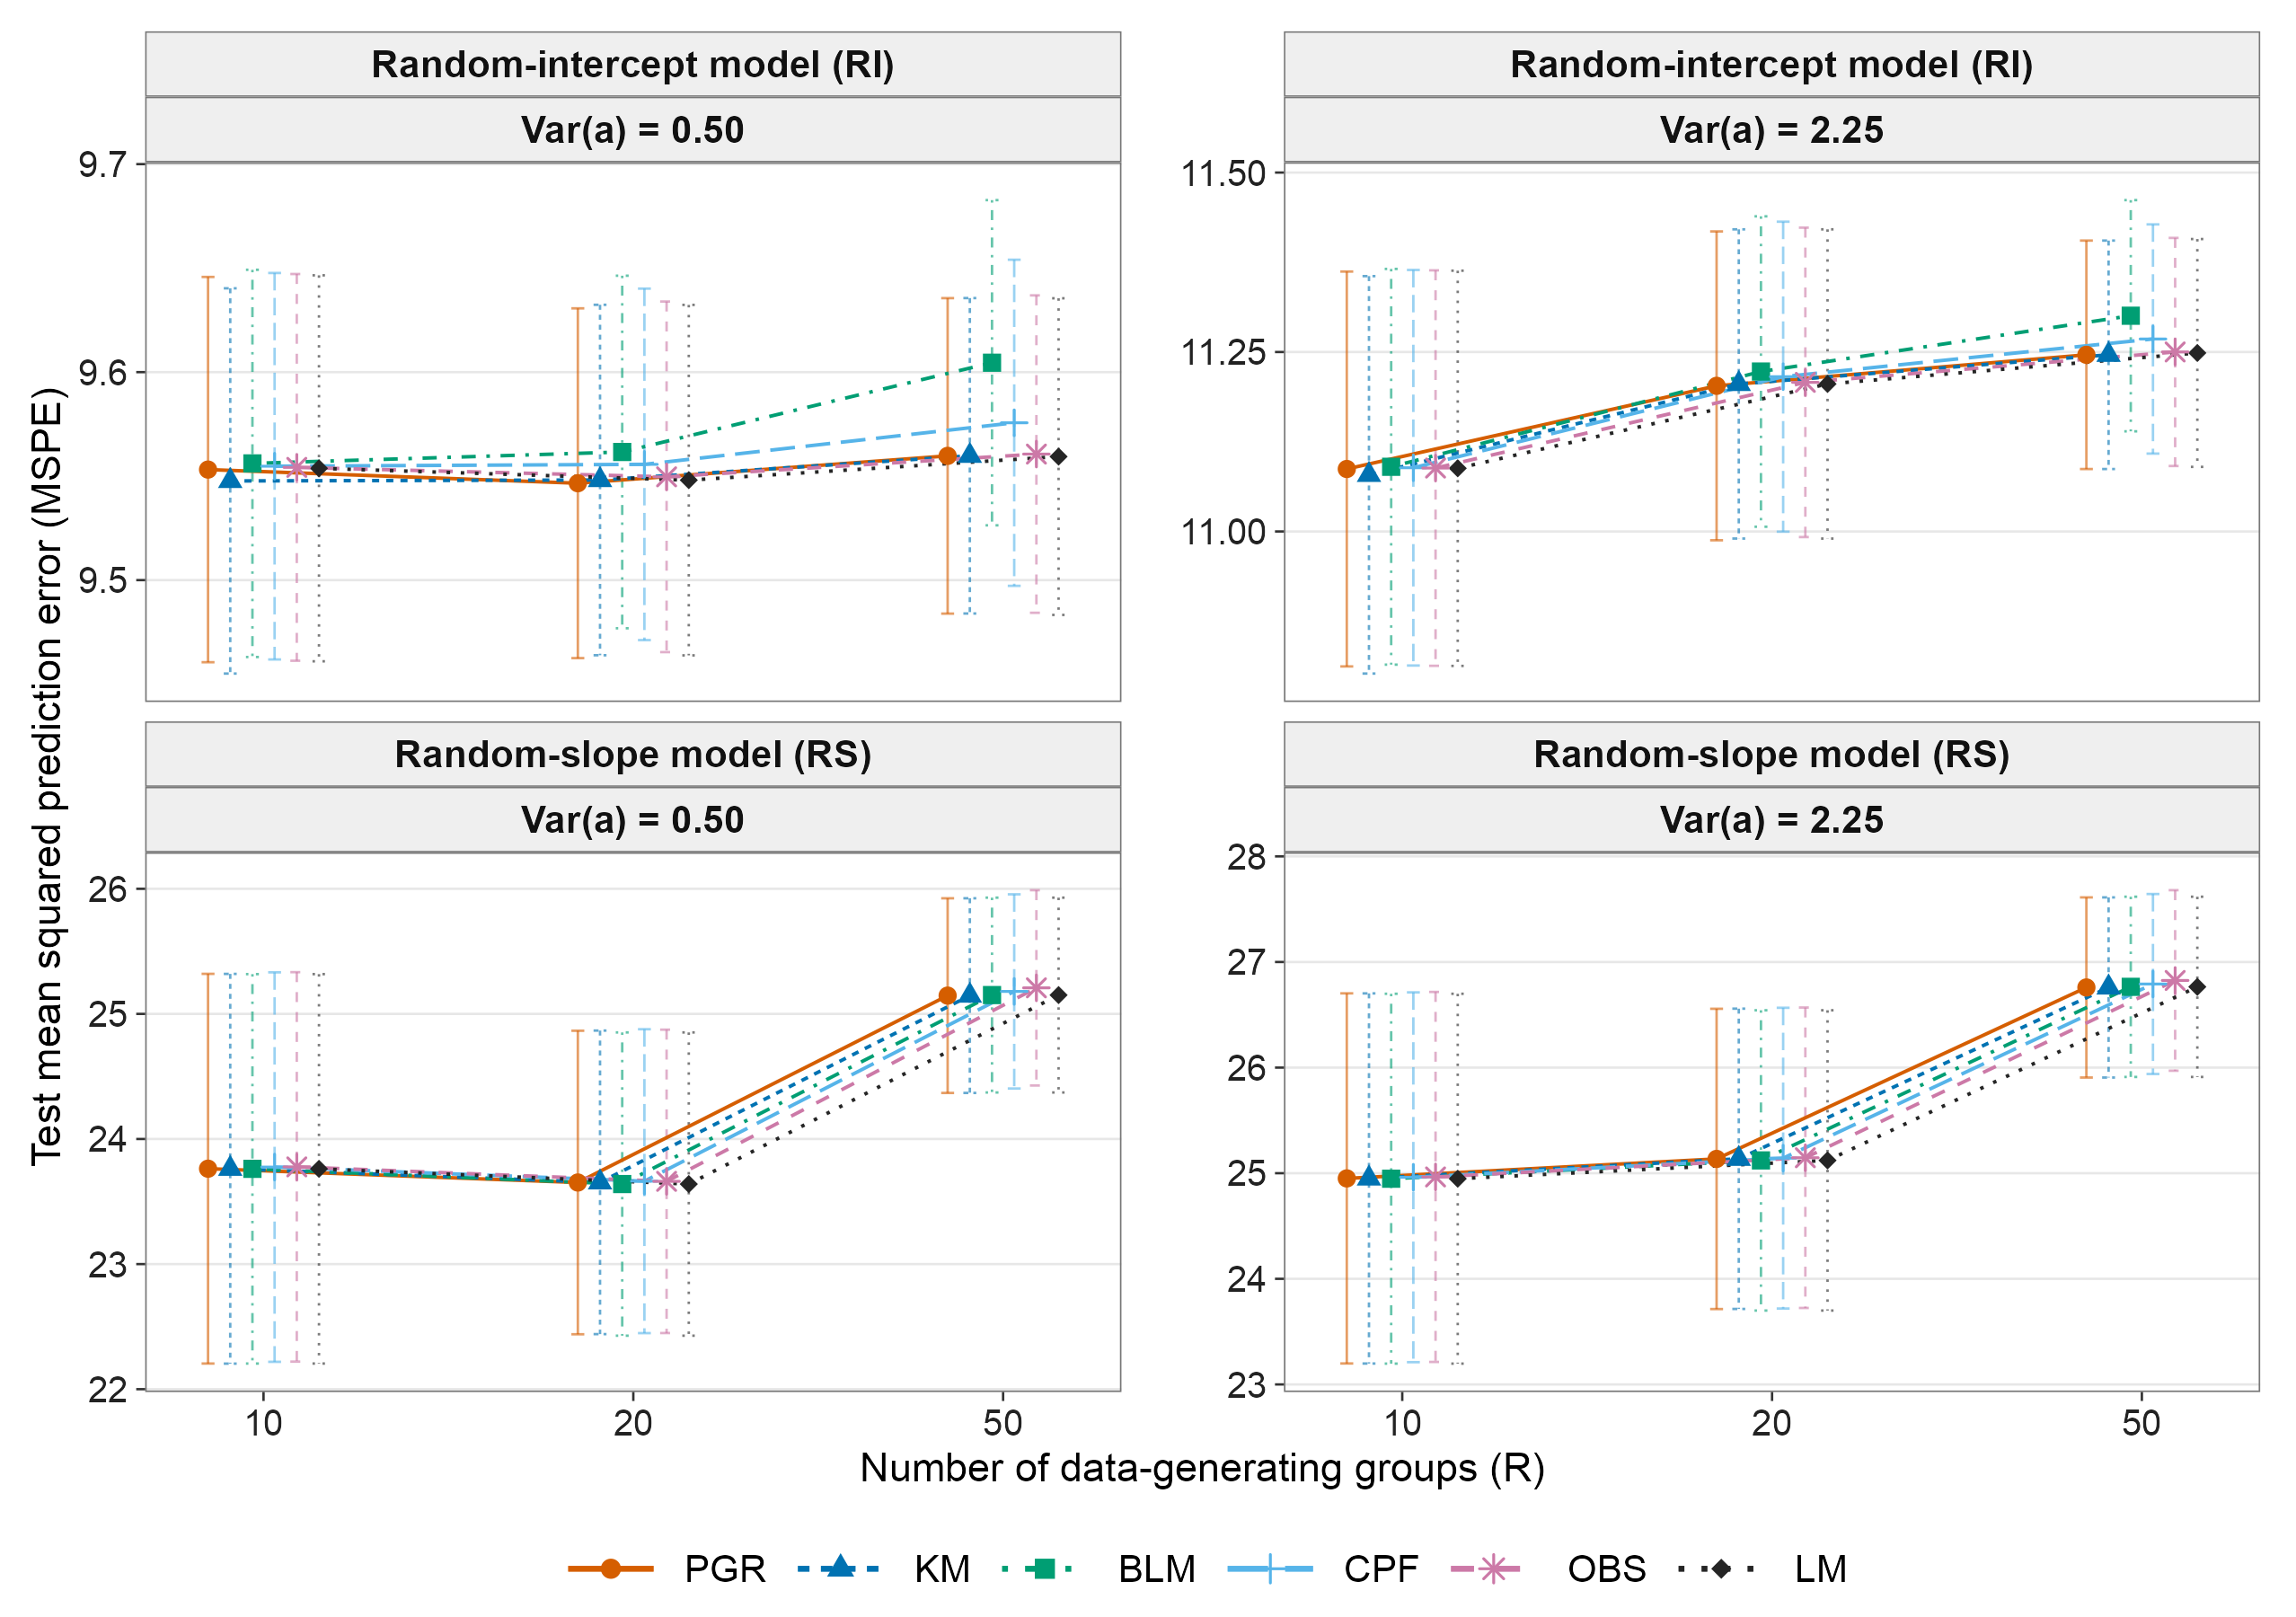 Random-intercept model (RI)
Var(a) = 0.50
Random-intercept model (RI)
Var(a) = 2.25
9.7
9.6
9.5
11.50
11.25
11.00
Test mean squared prediction error (MSPE)
Random-slope model (RS)
Var(a) = 0.50
Random-slope model (RS)
Var(a) = 2.25
26
25
24
23
22
28
27
26
25
24
23
10 20 50
10 20 50
Number of data-generating groups (R)
PGR KM BLM CPF OBS LM